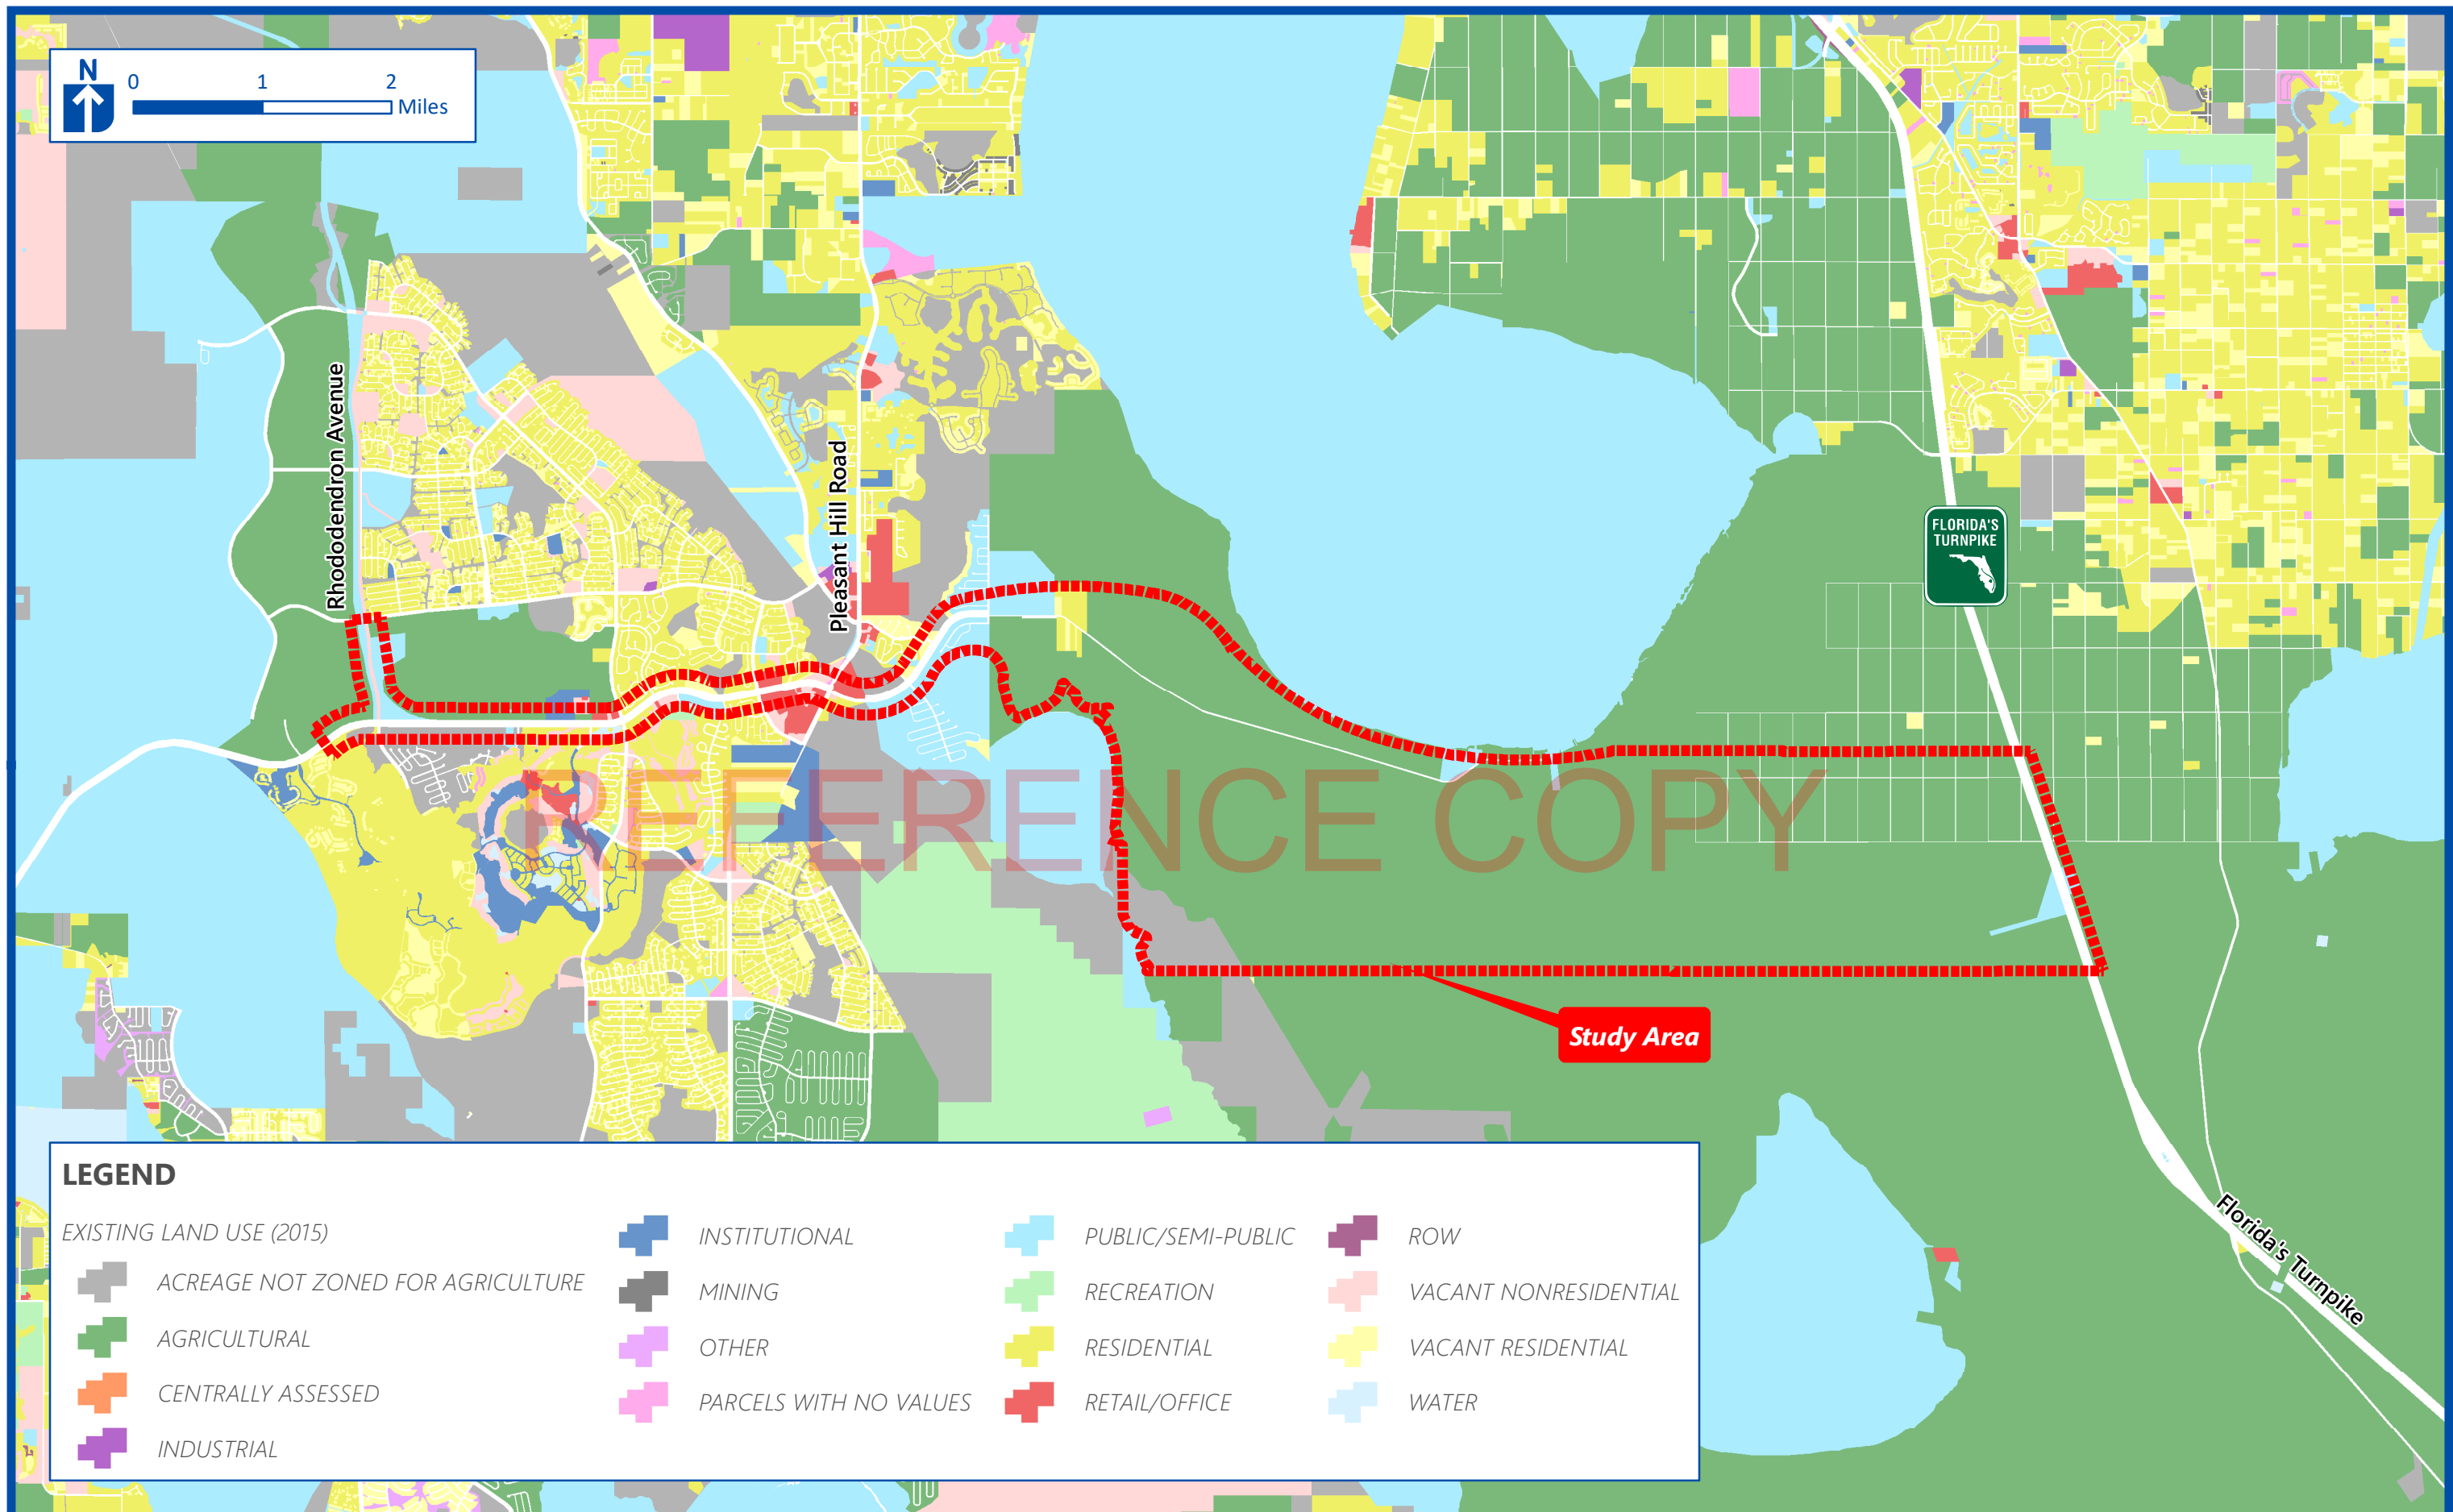 N
0 1 2
Miles
Rhododendron Avenue
Pleasant Hill Road
FLORIDA'S
TURNPIKE
REFERENCE COPY
Study Area
Florida's Turnpike
LEGEND
EXISTING LAND USE (2015)
ACREAGE NOT ZONED FOR AGRICULTURE
AGRICULTURAL
CENTRALLY ASSESSED
INDUSTRIAL
INSTITUTIONAL
MINING
OTHER
PARCELS WITH NO VALUES
PUBLIC/SEMI-PUBLIC
RECREATION
RESIDENTIAL
RETAIL/OFFICE
ROW
VACANT NONRESIDENTIAL
VACANT RESIDENTIAL
WATER